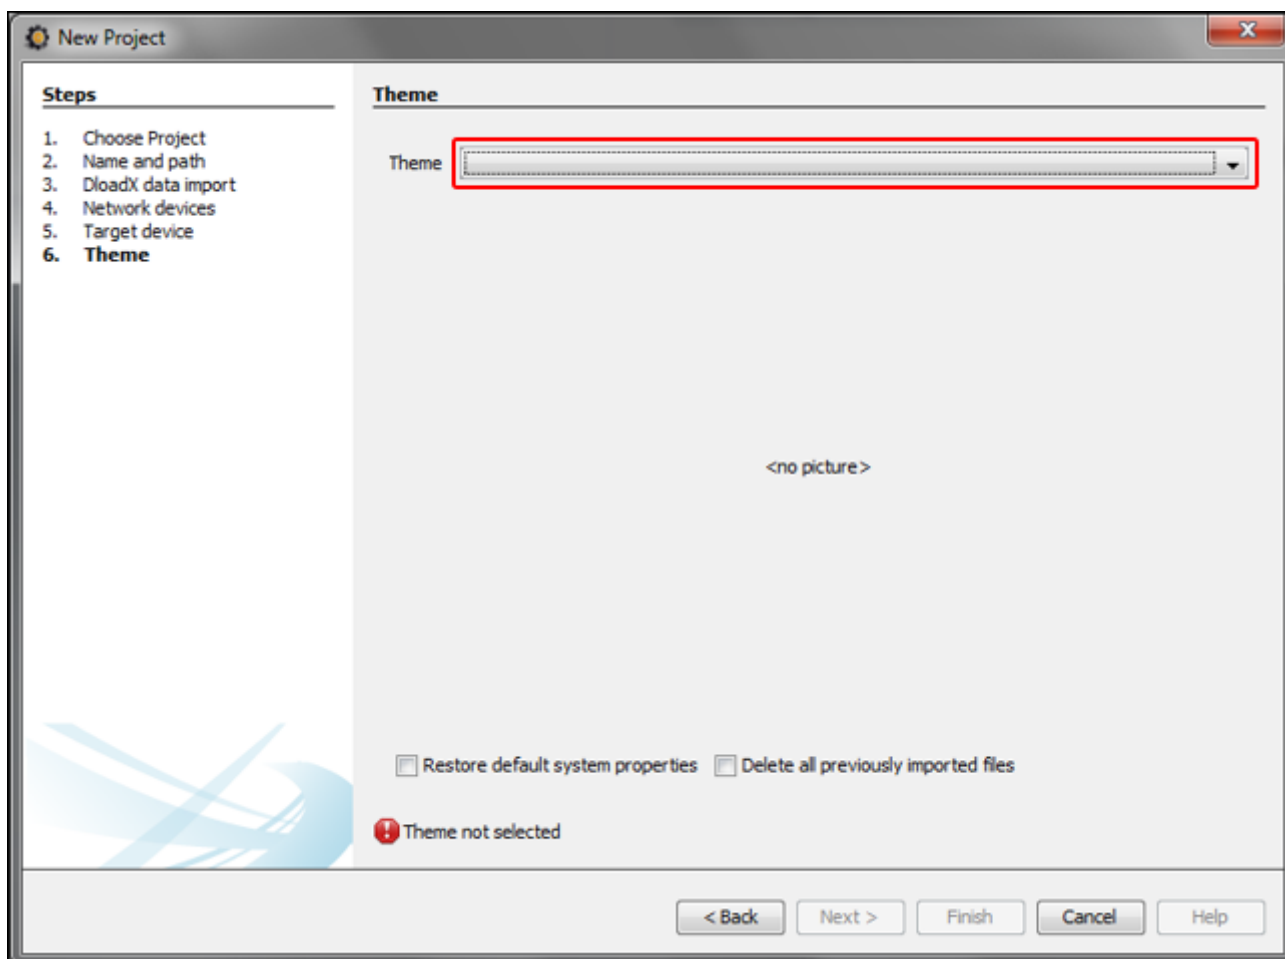 New Project
Steps
1. Choose Project
2. Name and path
3. DloadX data import
4. Network devices
5. Target device
6. Theme
Theme
Theme
<no picture>
Restore default system properties Delete all previously imported files
Theme not selected
< Back Next > Finish Cancel Help